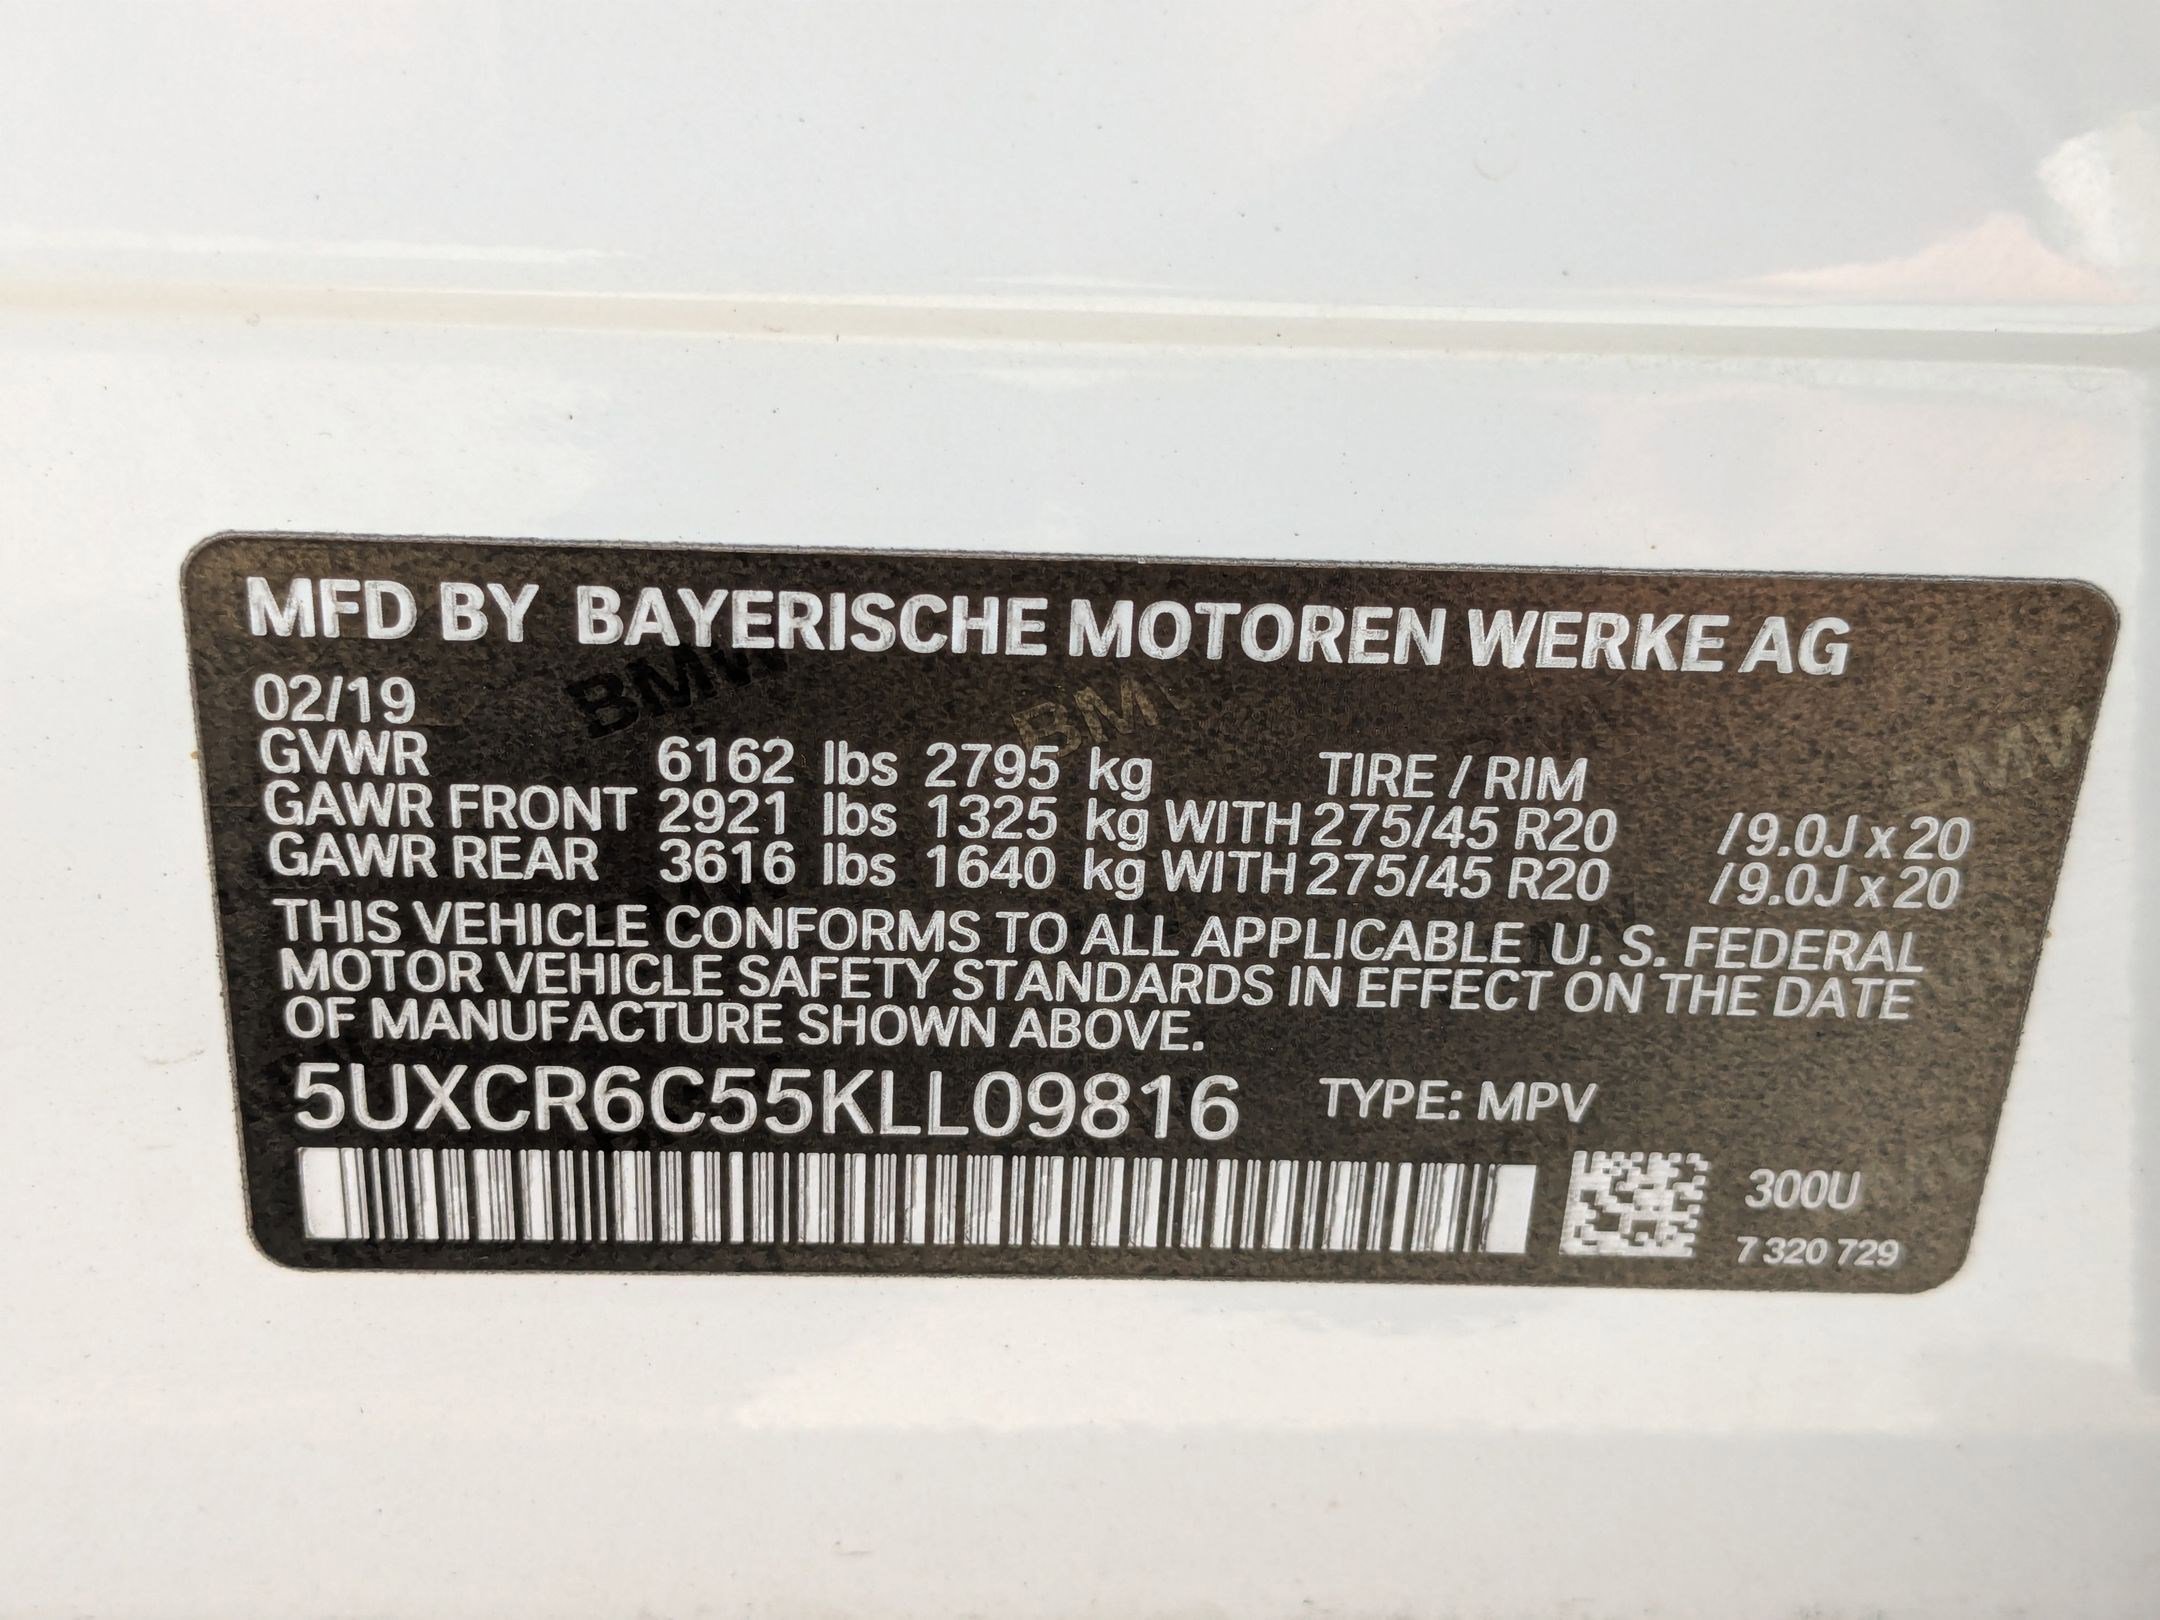 MFD BY BAYERISCHE MOTOREN WERKE AG
02/19
GVWR 6162 lbs 2795 kg TIRE / RIM
GAWR FRONT 2921 lbs 1325 kg WITH 275/45 R20 /9.0J x 20
GAWR REAR 3616 lbs 1640 kg WITH 275/45 R20 /9.0J x 20
THIS VEHICLE CONFORMS TO ALL APPLICABLE U. S. FEDERAL
MOTOR VEHICLE SAFETY STANDARDS IN EFFECT ON THE DATE
OF MANUFACTURE SHOWN ABOVE.
5UXCR6C55KLL09816 TYPE: MPV
300U
7 320 729